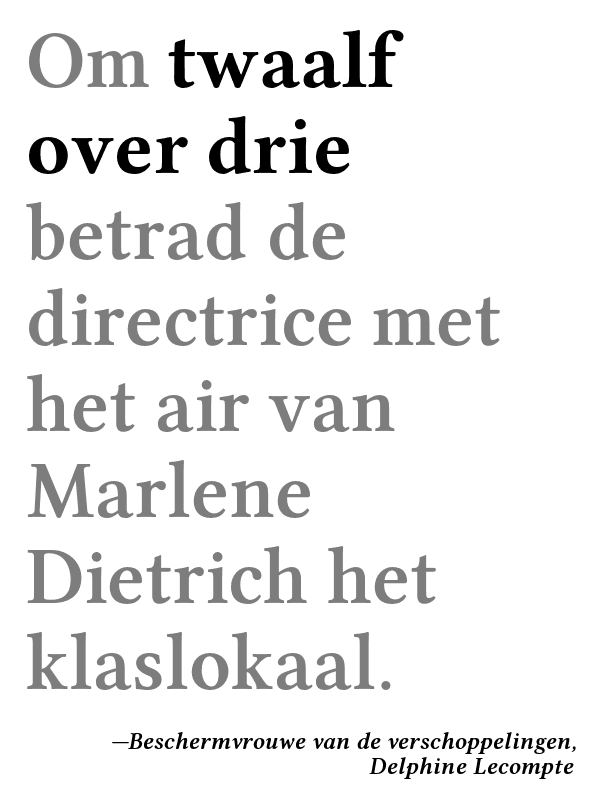 Om twaalf
over drie
betrad de
directrice met
het air van
Marlene
Dietrich het
klaslokaal.
—Beschermvrouwe van de verschoppelingen,
Delphine Lecompte